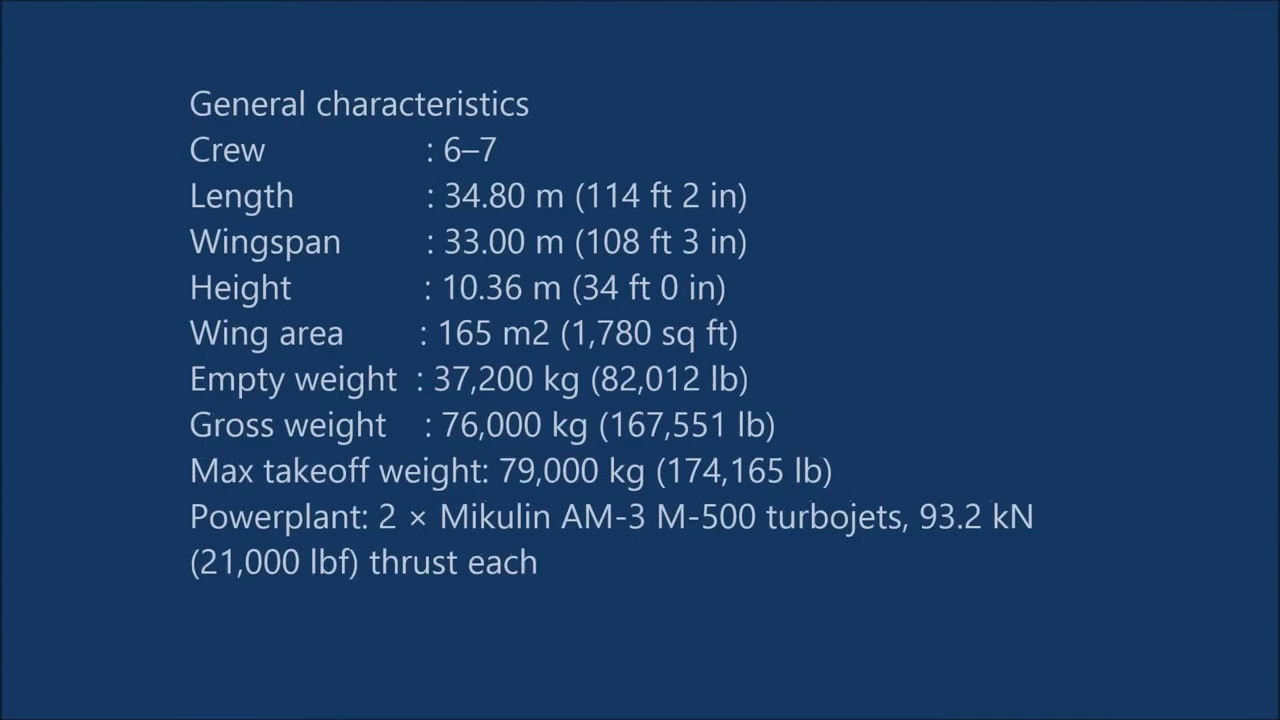 General characteristics
Crew : 6–7
Length : 34.80 m (114 ft 2 in)
Wingspan : 33.00 m (108 ft 3 in)
Height : 10.36 m (34 ft 0 in)
Wing area : 165 m2 (1,780 sq ft)
Empty weight : 37,200 kg (82,012 lb)
Gross weight : 76,000 kg (167,551 lb)
Max takeoff weight: 79,000 kg (174,165 lb)
Powerplant: 2 × Mikulin AM-3 M-500 turbojets, 93.2 kN
(21,000 lbf) thrust each